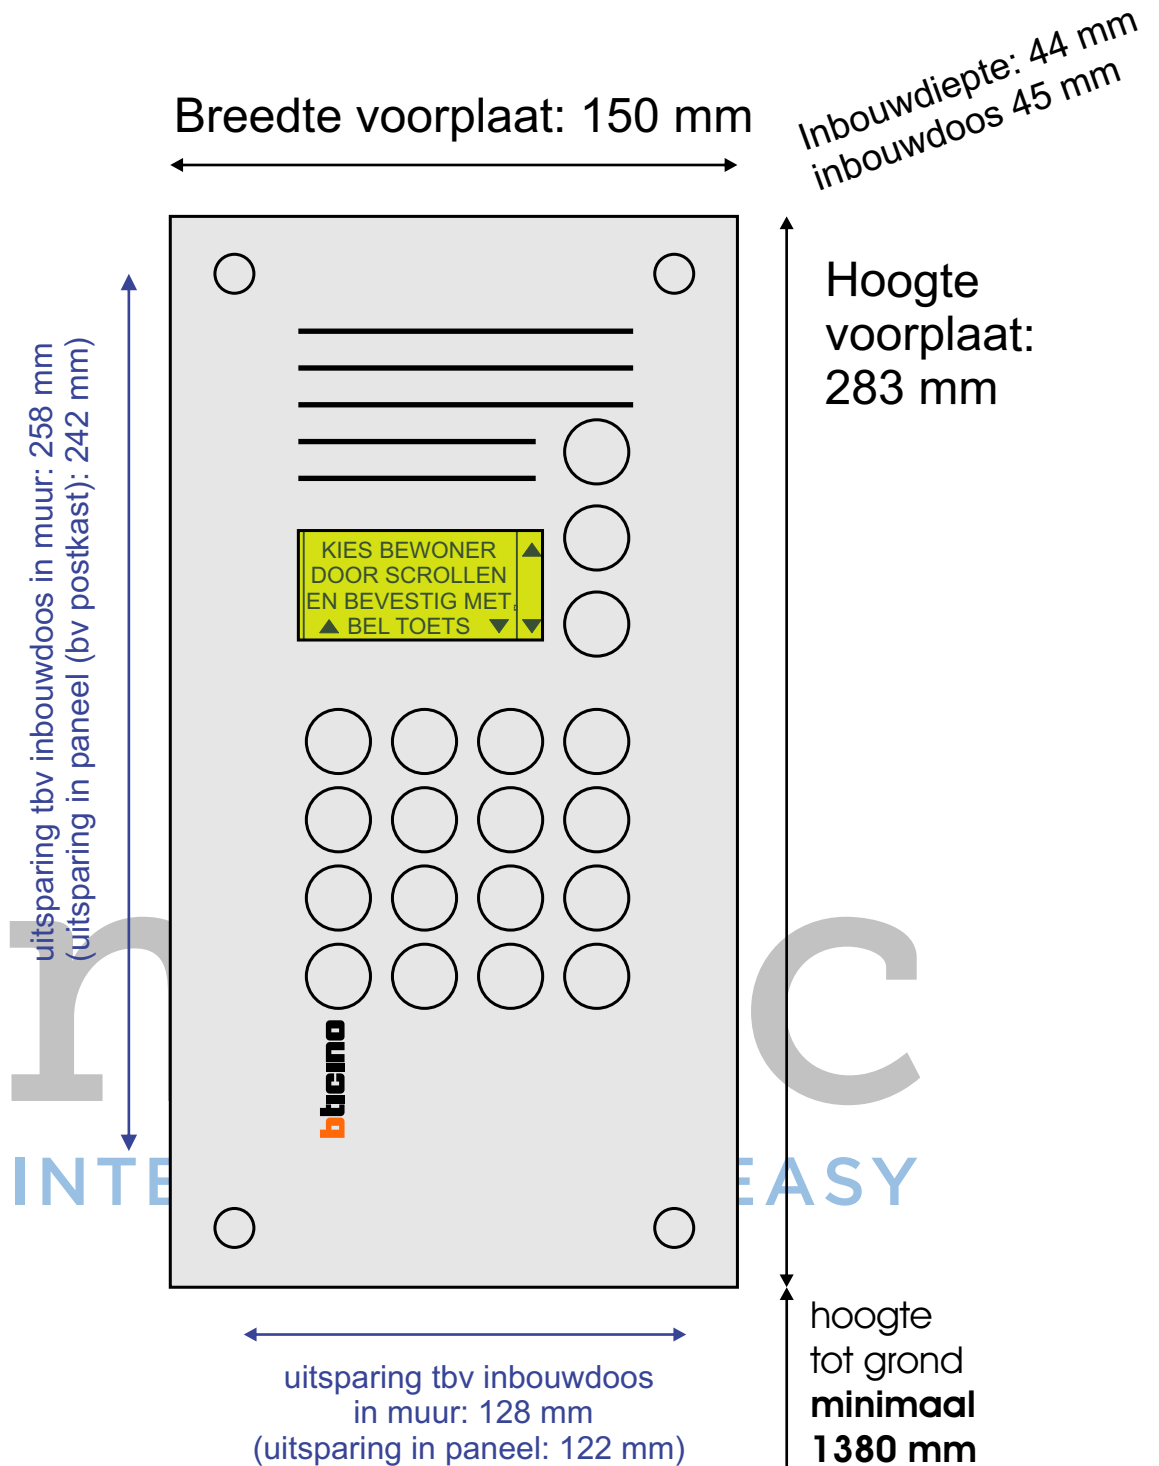 Inbouwdiepte: 44 mm
inbouwdoos 45 mm
Breedte voorplaat: 150 mm
Hoogte
voorplaat:
283 mm
uitsparing tbv inbouwdoos in muur: 258 mm
(uitsparing in paneel (bv postkast): 242 mm)
KIES BEWONER
DOOR SCROLLEN
EN BEVESTIG MET
BEL TOETS
bticino
EASY
hoogte
tot grond
minimaal
1380 mm
uitsparing tbv inbouwdoos
in muur: 128 mm
(uitsparing in paneel: 122 mm)